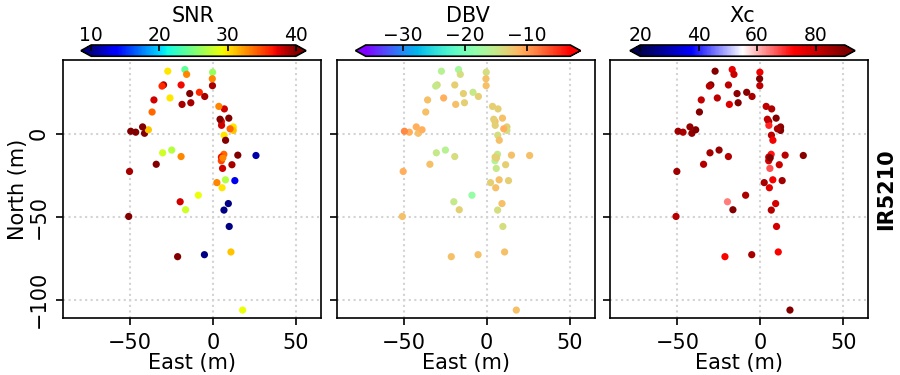 SNR DBV Xc
10 20 30 40 −30 −20 −10 20 40 60 80
North (m)
0
−50
−100
IR5210
−50 0 50 −50 0 50 −50 0 50
East (m) East (m) East (m)